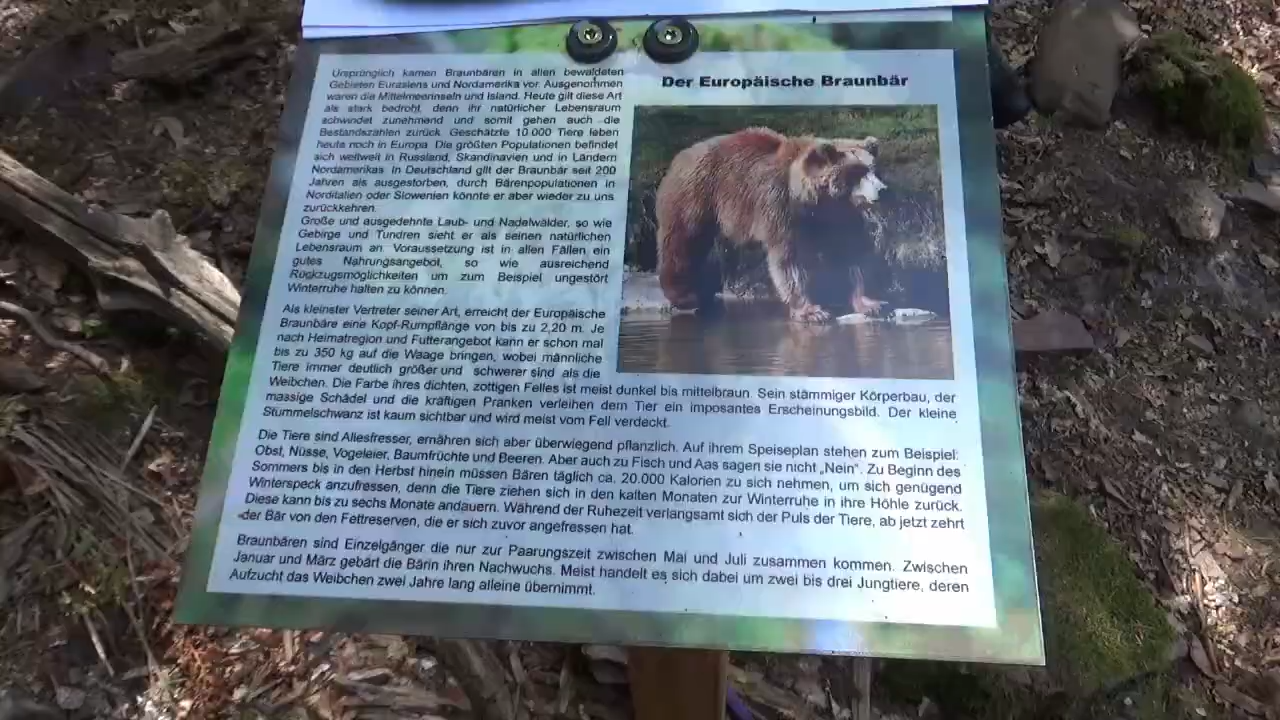 Der Europäische Braunbär
Ursprünglich kamen Braunbären in allen bewaldeten
Gebieten Eurasiens und Nordamerika vor. Ausgenommen
waren die Mittelmeerinseln und Island. Heute gilt diese Art
als stark bedroht, denn ihr natürlicher Lebensraum
schwindet zunehmend und somit gehen auch die
Bestandszahlen zurück. Geschätzte 10.000 Tiere leben
heute noch in Europa. Die größten Populationen befindet
sich weltweit in Russland, Skandinavien und in Ländern
Nordamerikas. In Deutschland gilt der Braunbär seit 200
Jahren als ausgestorben, durch Bärenpopulationen in
Norditalien oder Slowenien könnte er aber wieder zu uns
zurückkehren.
Große und ausgedehnte Laub- und Nadelwälder, so wie
Gebirge und Tundren sieht er als seinen natürlichen
Lebensraum an. Voraussetzung ist in allen Fällen ein
gutes Nahrungsangebot, so wie ausreichend
Rückzugsmöglichkeiten um zum Beispiel ungestört
Winterruhe halten zu können.
Als kleinster Vertreter seiner Art, erreicht der Europäische
Braunbäre eine Kopf-Rumpflänge von bis zu 2,20 m. Je
nach Heimatregion und Futterangebot kann er schon mal
bis zu 350 kg auf die Waage bringen, wobei männliche
Tiere immer deutlich größer und schwerer sind als die
Weibchen. Die Farbe ihres dichten, zottigen Felles ist meist dunkel bis mittelbraun. Sein stämmiger Körperbau, der
massige Schädel und die kräftigen Pranken verleihen dem Tier ein imposantes Erscheinungsbild. Der kleine
Stummelschwanz ist kaum sichtbar und wird meist vom Fell verdeckt.
Die Tiere sind Allesfresser, ernähren sich aber überwiegend pflanzlich. Auf ihrem Speiseplan stehen zum Beispiel:
Obst, Nüsse, Vogeleier, Baumfrüchte und Beeren. Aber auch zu Fisch und Aas sagen sie nicht „Nein“. Zu Beginn des
Sommers bis in den Herbst hinein müssen Bären täglich ca. 20.000 Kalorien zu sich nehmen, um sich genügend
Winterspeck anzufressen, denn die Tiere ziehen sich in den kalten Monaten zur Winterruhe in ihre Höhle zurück.
Diese kann bis zu sechs Monate andauern. Während der Ruhezeit verlangsamt sich der Puls der Tiere, ab jetzt zehrt
der Bär von den Fettreserven, die er sich zuvor angefressen hat.
Braunbären sind Einzelgänger die nur zur Paarungszeit zwischen Mai und Juli zusammen kommen. Zwischen
Januar und März gebärt die Bärin ihren Nachwuchs. Meist handelt es sich dabei um zwei bis drei Jungtiere, deren
Aufzucht das Weibchen zwei Jahre lang alleine übernimmt.